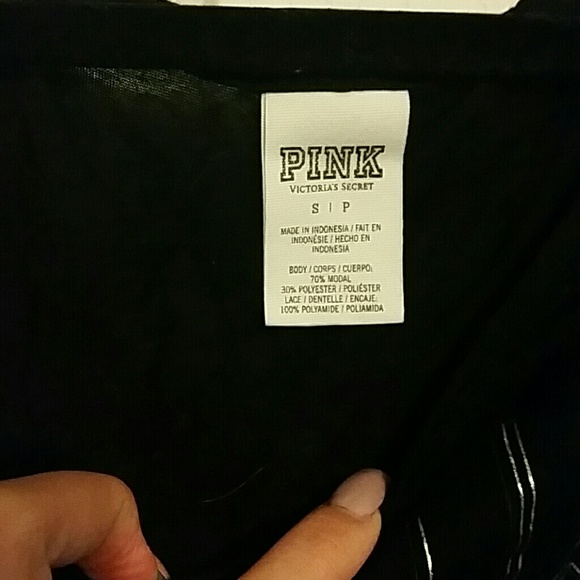 PINK
VICTORIA'S SECRET
S | P
MADE IN INDONESIA / FAIT EN
INDONÉSIE / HECHO EN
INDONESIA
BODY / CORPS / CUERPO:
70% MODAL
30% POLYESTER / POLIÉSTER
LACE / DENTELLE / ENCAJE:
100% POLYAMIDE / POLIAMIDA